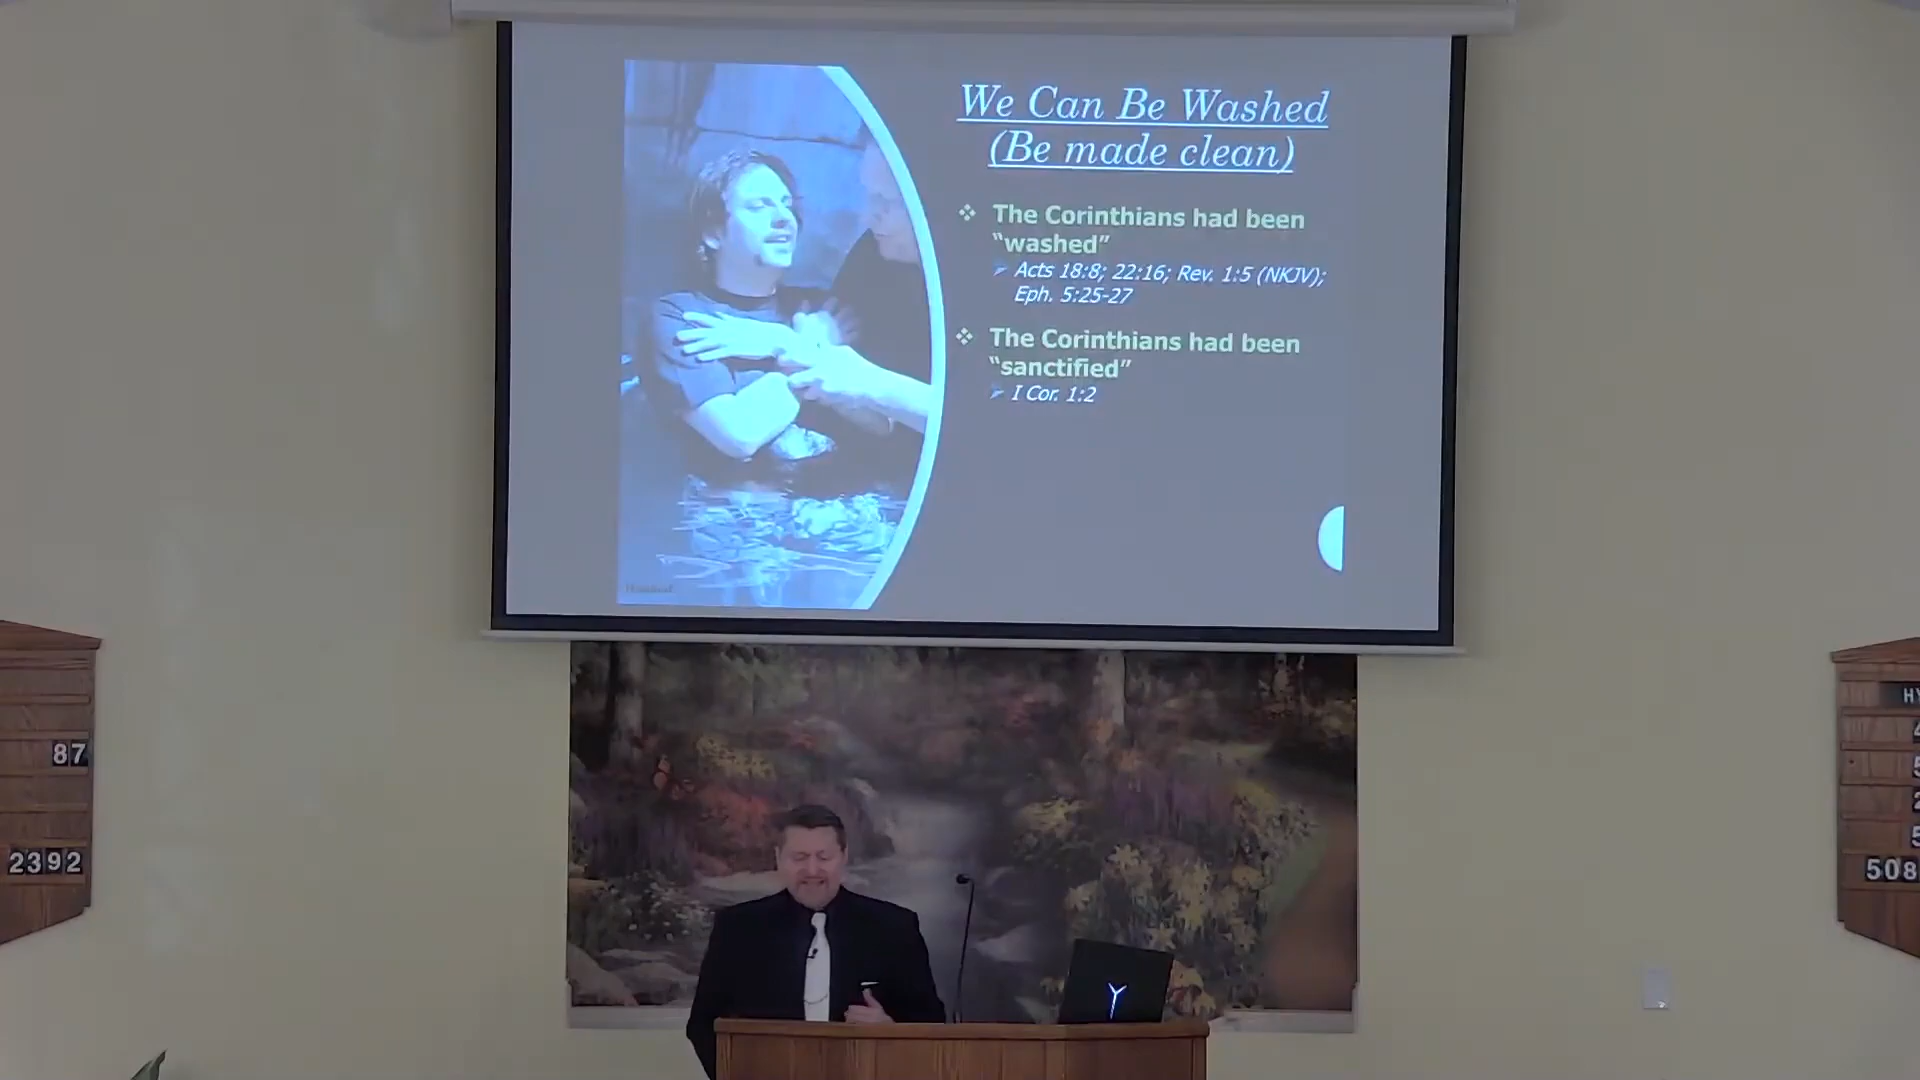 We Can Be Washed
(Be made clean)
The Corinthians had been
“washed”
Acts 18:8; 22:16; Rev. 1:5 (NKJV);
Eph. 5:25-27
The Corinthians had been
“sanctified”
I Cor. 1:2
87
2392
508